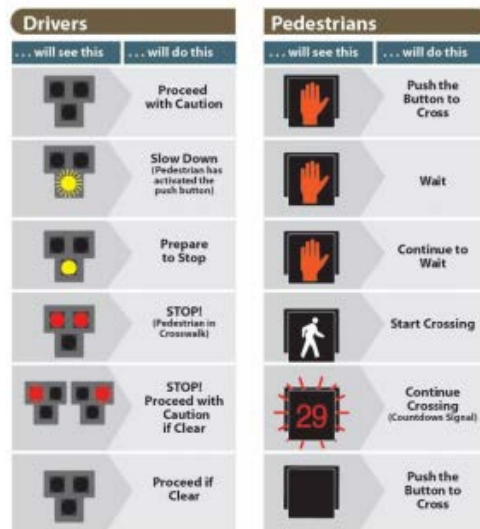 Drivers
... will see this
... will do this
Proceed
with Caution
Slow Down
(Pedestrian has
activated the
push button)
Prepare
to Stop
STOP!
(Pedestrian in
Crosswalk)
STOP!
Proceed with
Caution
if Clear
Proceed if
Clear
Pedestrians
... will see this
... will do this
Push the
Button to
Cross
Wait
Continue to
Wait
Start Crossing
29
Continue
Crossing
(Countdown Signal)
Push the
Button to
Cross